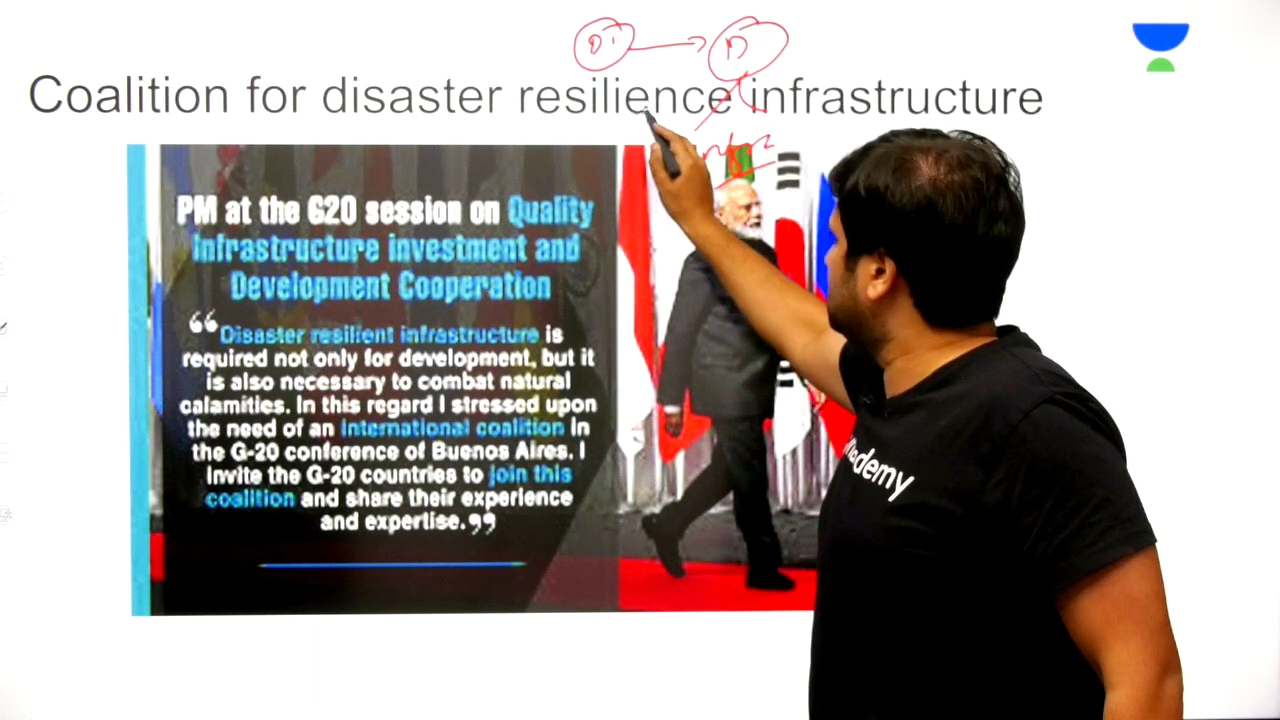 Coalition for disaster resilience infrastructure
PM at the G20 session on Quality
Infrastructure investment and
Development Cooperation
“Disaster resilient infrastructure is
required not only for development, but it
is also necessary to combat natural
calamities. In this regard I stressed upon
the need of an international coalition in
the G-20 conference of Buenos Aires. I
invite the G-20 countries to join this
coalition and share their experience
and expertise.”